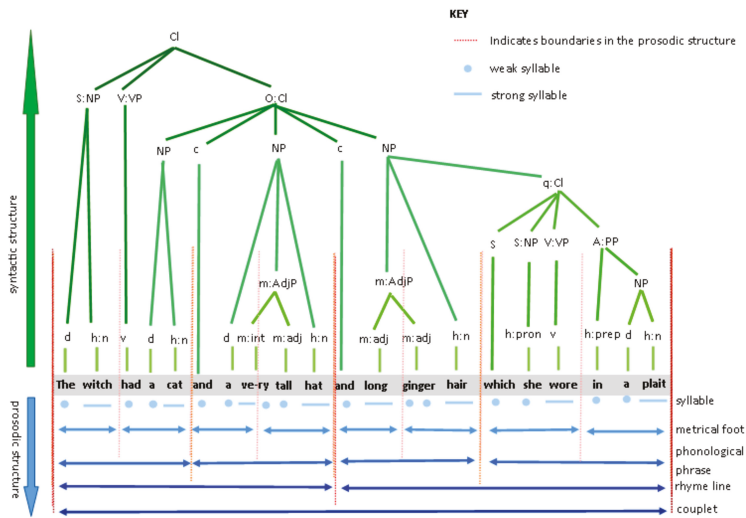 KEY
Indicates boundaries in the prosodic structure
weak syllable
strong syllable
Cl
S:NP V:VP O:Cl
NP c NP c NP
q:Cl
S S:NP V:VP A:PP
m:AdjP m:AdjP NP
d h:n v d h:n d m:int m:adj h:n m:adj m:adj h:n h:pron v h:prep d h:n
The witch had a cat and a ve-ry tall hat and long ginger hair which she wore in a plait
syllable
metrical foot
phonological
phrase
rhyme line
couplet
syntactic structure
prosodic structure